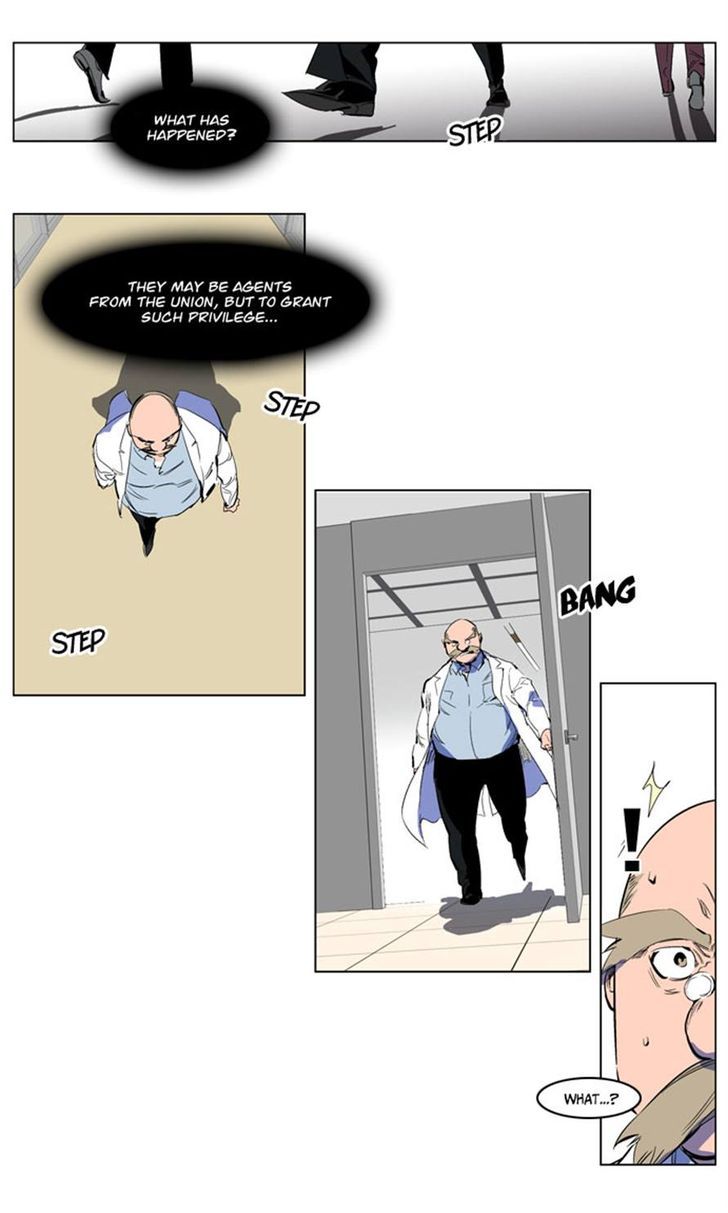 WHAT HAS
HAPPENED?
STEP
THEY MAY BE AGENTS
FROM THE UNION, BUT TO GRANT
SUCH PRIVILEGE...
STEP
STEP
BANG
!
WHAT...?